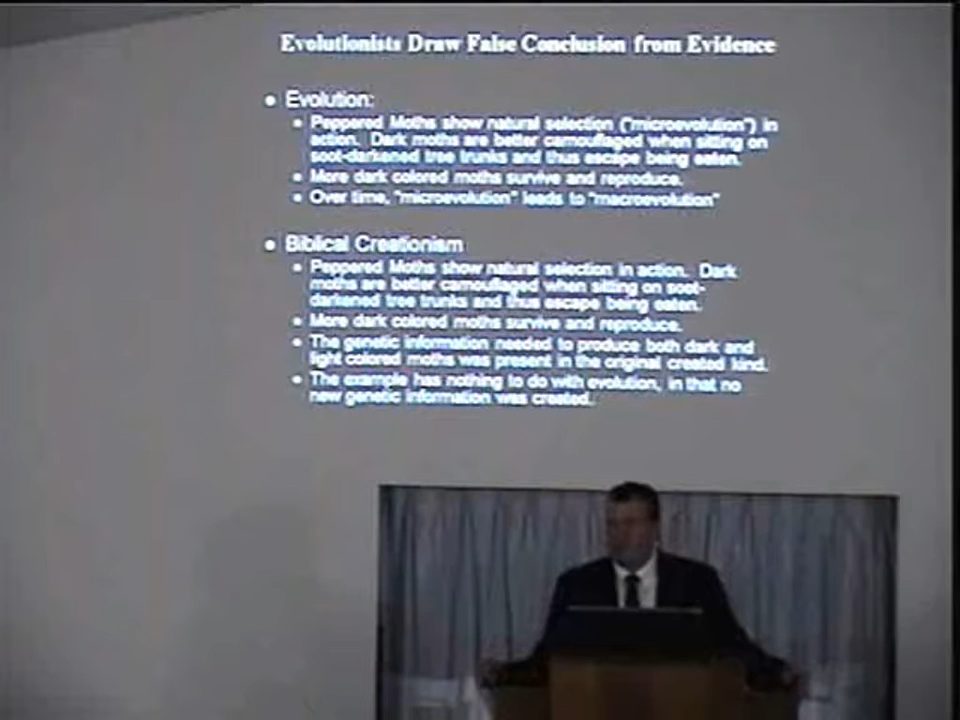 Evolutionists Draw False Conclusion from Evidence
• Evolution:
• Peppered Moths show natural selection ("microevolution") in
action. Dark moths are better camouflaged when sitting on
soot-darkened tree trunks and thus escape being eaten.
• More dark colored moths survive and reproduce.
• Over time, "microevolution" leads to "macroevolution"
• Biblical Creationism
• Peppered Moths show natural selection in action. Dark
moths are better camouflaged when sitting on soot-
darkened tree trunks and thus escape being eaten.
• More dark colored moths survive and reproduce.
• The genetic information needed to produce both dark and
light colored moths was present in the original created kind.
• The example has nothing to do with evolution, in that no
new genetic information was created.